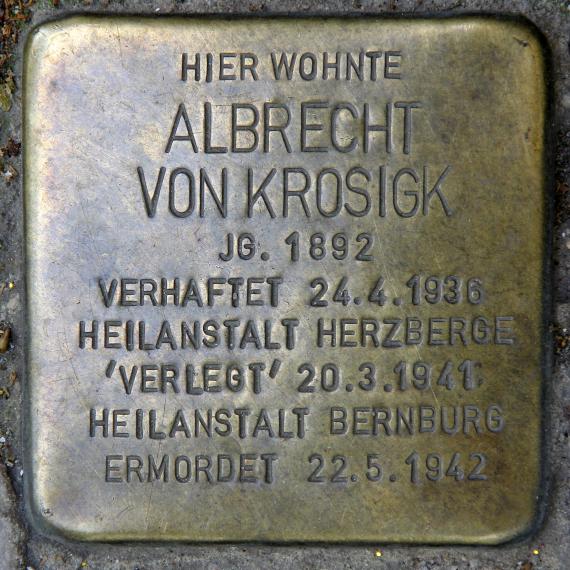 HIER WOHNTE
ALBRECHT
VON KROSIGK
JG. 1892
VERHAFTET 24.4.1936
HEILANSTALT HERZBERGE
'VERLEGT' 20.3.1941
HEILANSTALT BERNBURG
ERMORDET 22.5.1942